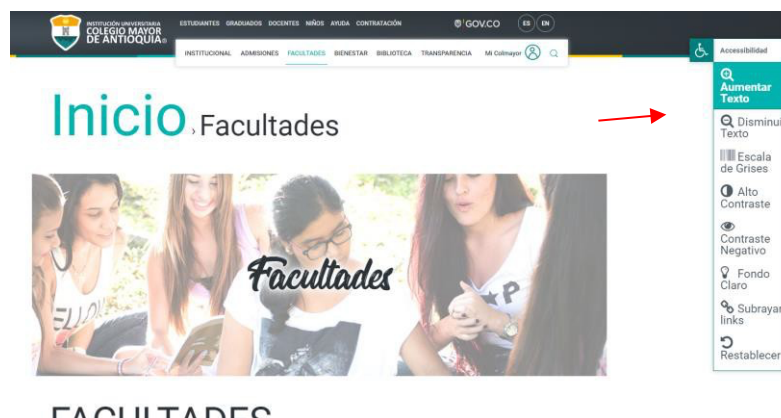 INSTITUCIÓN UNIVERSITARIA
COLEGIO MAYOR
DE ANTIOQUIA®
ESTUDIANTES GRADUADOS DOCENTES NIÑOS AYUDA CONTRATACIÓN
GOV.CO ES EN
INSTITUCIONAL ADMISIONES FACULTADES BIENESTAR BIBLIOTECA TRANSPARENCIA Mi Colmayor
Inicio › Facultades
Facultades
FACULTADES
Accessibilidad
Aumentar
Texto
Disminui
Texto
Escala
de Grises
Alto
Contraste
Contraste
Negativo
Fondo
Claro
Subrayar
links
Restablecer